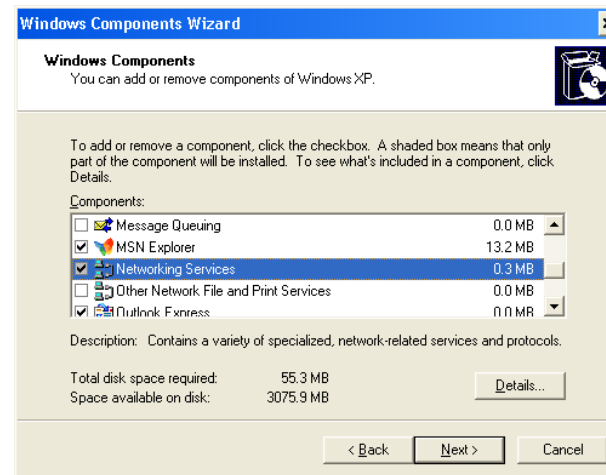 Windows Components Wizard
Windows Components
You can add or remove components of Windows XP.
To add or remove a component, click the checkbox. A shaded box means that only
part of the component will be installed. To see what's included in a component, click
Details.
Components:
Message Queuing 0.0 MB
MSN Explorer 13.2 MB
Networking Services 0.3 MB
Other Network File and Print Services 0.0 MB
Outlook Express 0.0 MB
Description: Contains a variety of specialized, network-related services and protocols.
Total disk space required: 55.3 MB
Space available on disk: 3075.9 MB
Details...
< Back Next > Cancel